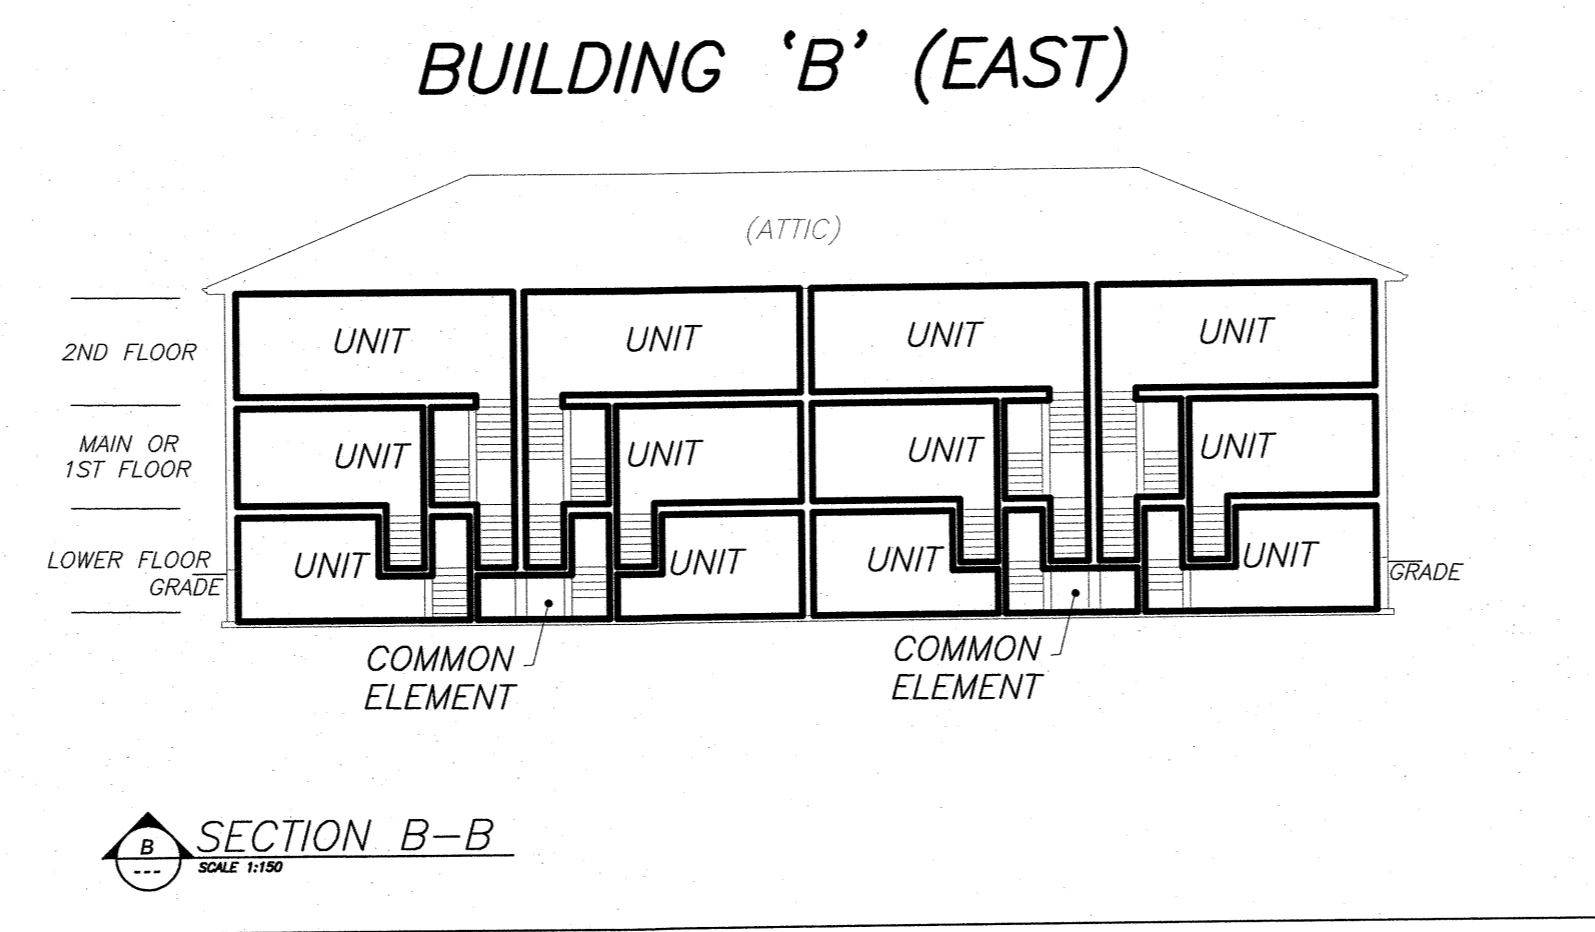 BUILDING 'B' (EAST)
(ATTIC)
2ND FLOOR
UNIT
UNIT
UNIT
UNIT
MAIN OR
1ST FLOOR
UNIT
UNIT
UNIT
UNIT
LOWER FLOOR
GRADE
UNIT
UNIT
UNIT
UNIT
GRADE
COMMON
ELEMENT
COMMON
ELEMENT
B
---
SECTION B-B
SCALE 1:150